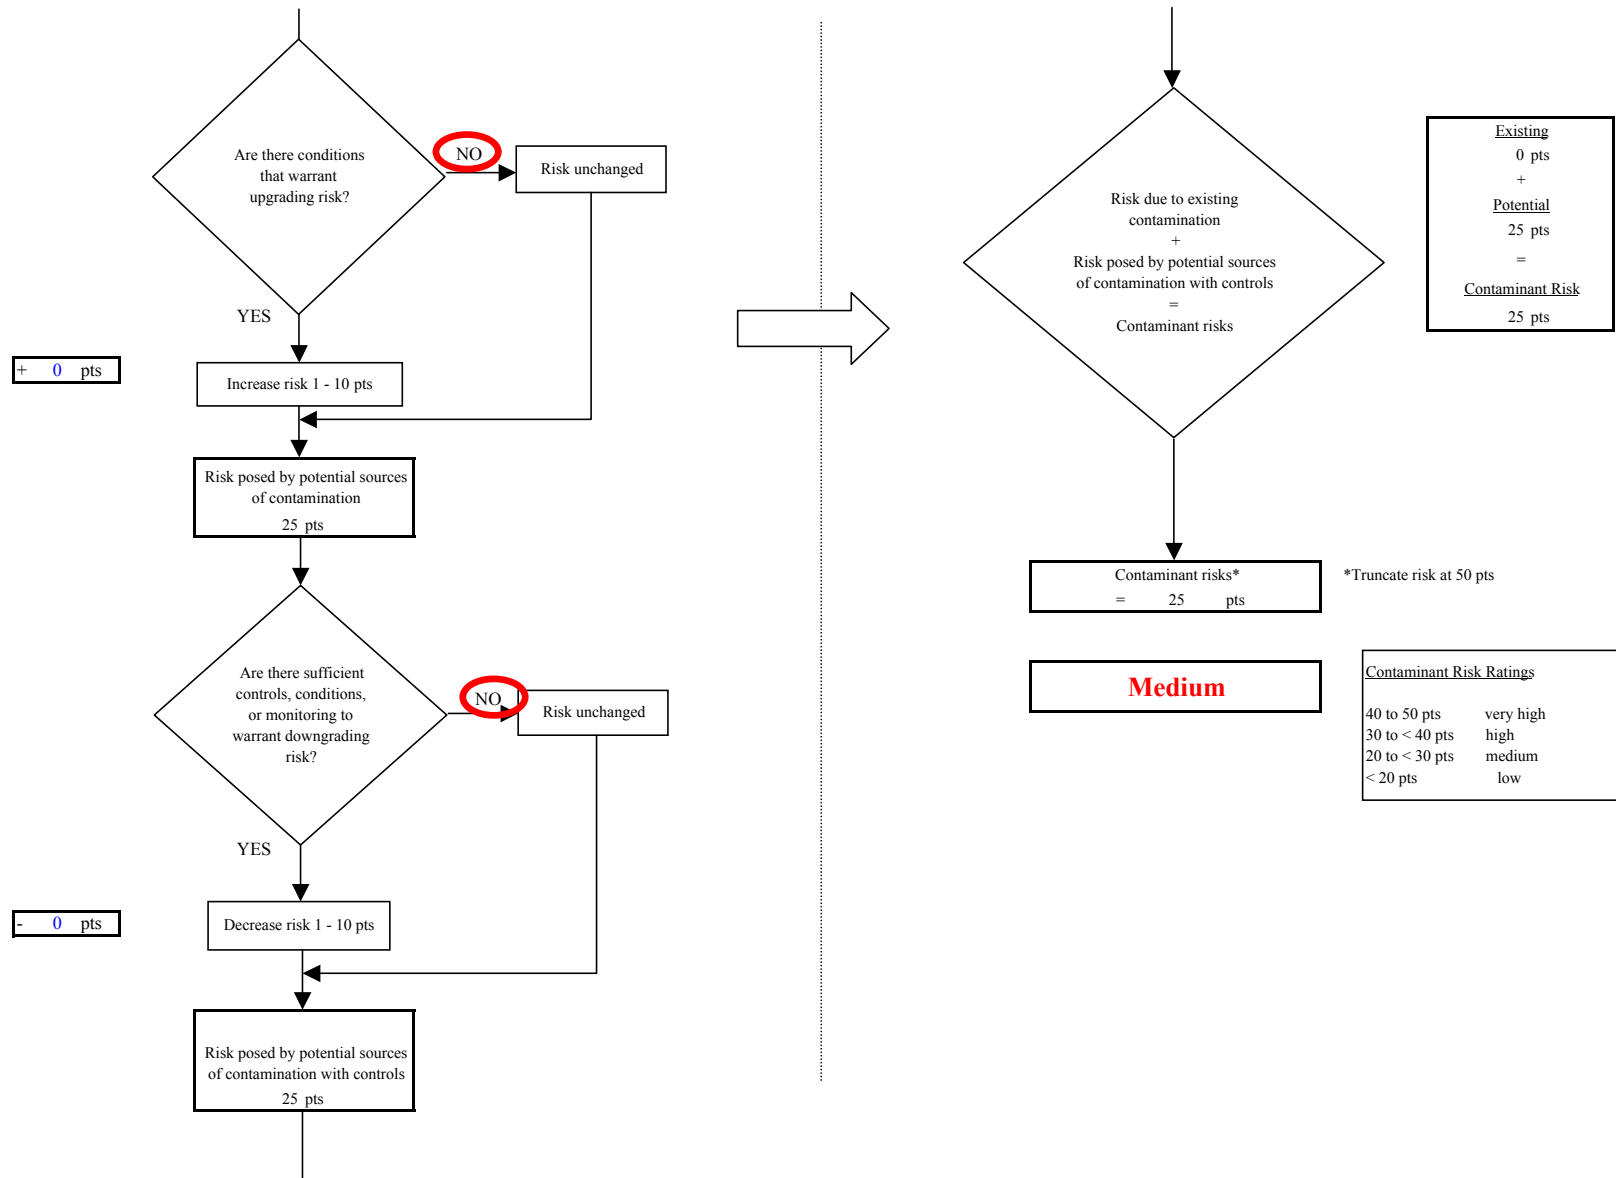 Are there conditions
that warrant
upgrading risk?
NO
Risk unchanged
YES
+ 0 pts
Increase risk 1 - 10 pts
Risk posed by potential sources
of contamination
25 pts
Are there sufficient
controls, conditions,
or monitoring to
warrant downgrading
risk?
NO
Risk unchanged
YES
- 0 pts
Decrease risk 1 - 10 pts
Risk posed by potential sources
of contamination with controls
25 pts
Risk due to existing
contamination
+
Risk posed by potential sources
of contamination with controls
=
Contaminant risks
Existing
0 pts
+
Potential
25 pts
=
Contaminant Risk
25 pts
Contaminant risks*
= 25 pts
*Truncate risk at 50 pts
Medium
Contaminant Risk Ratings
40 to 50 pts very high
30 to < 40 pts high
20 to < 30 pts medium
< 20 pts low